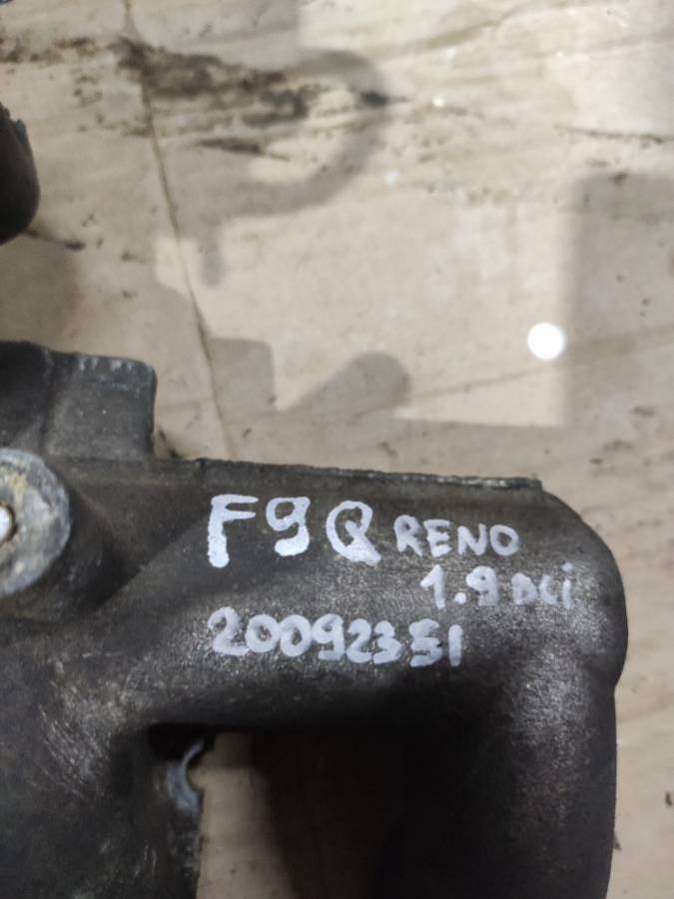 F9Q RENO
1.9 DCi
20092351